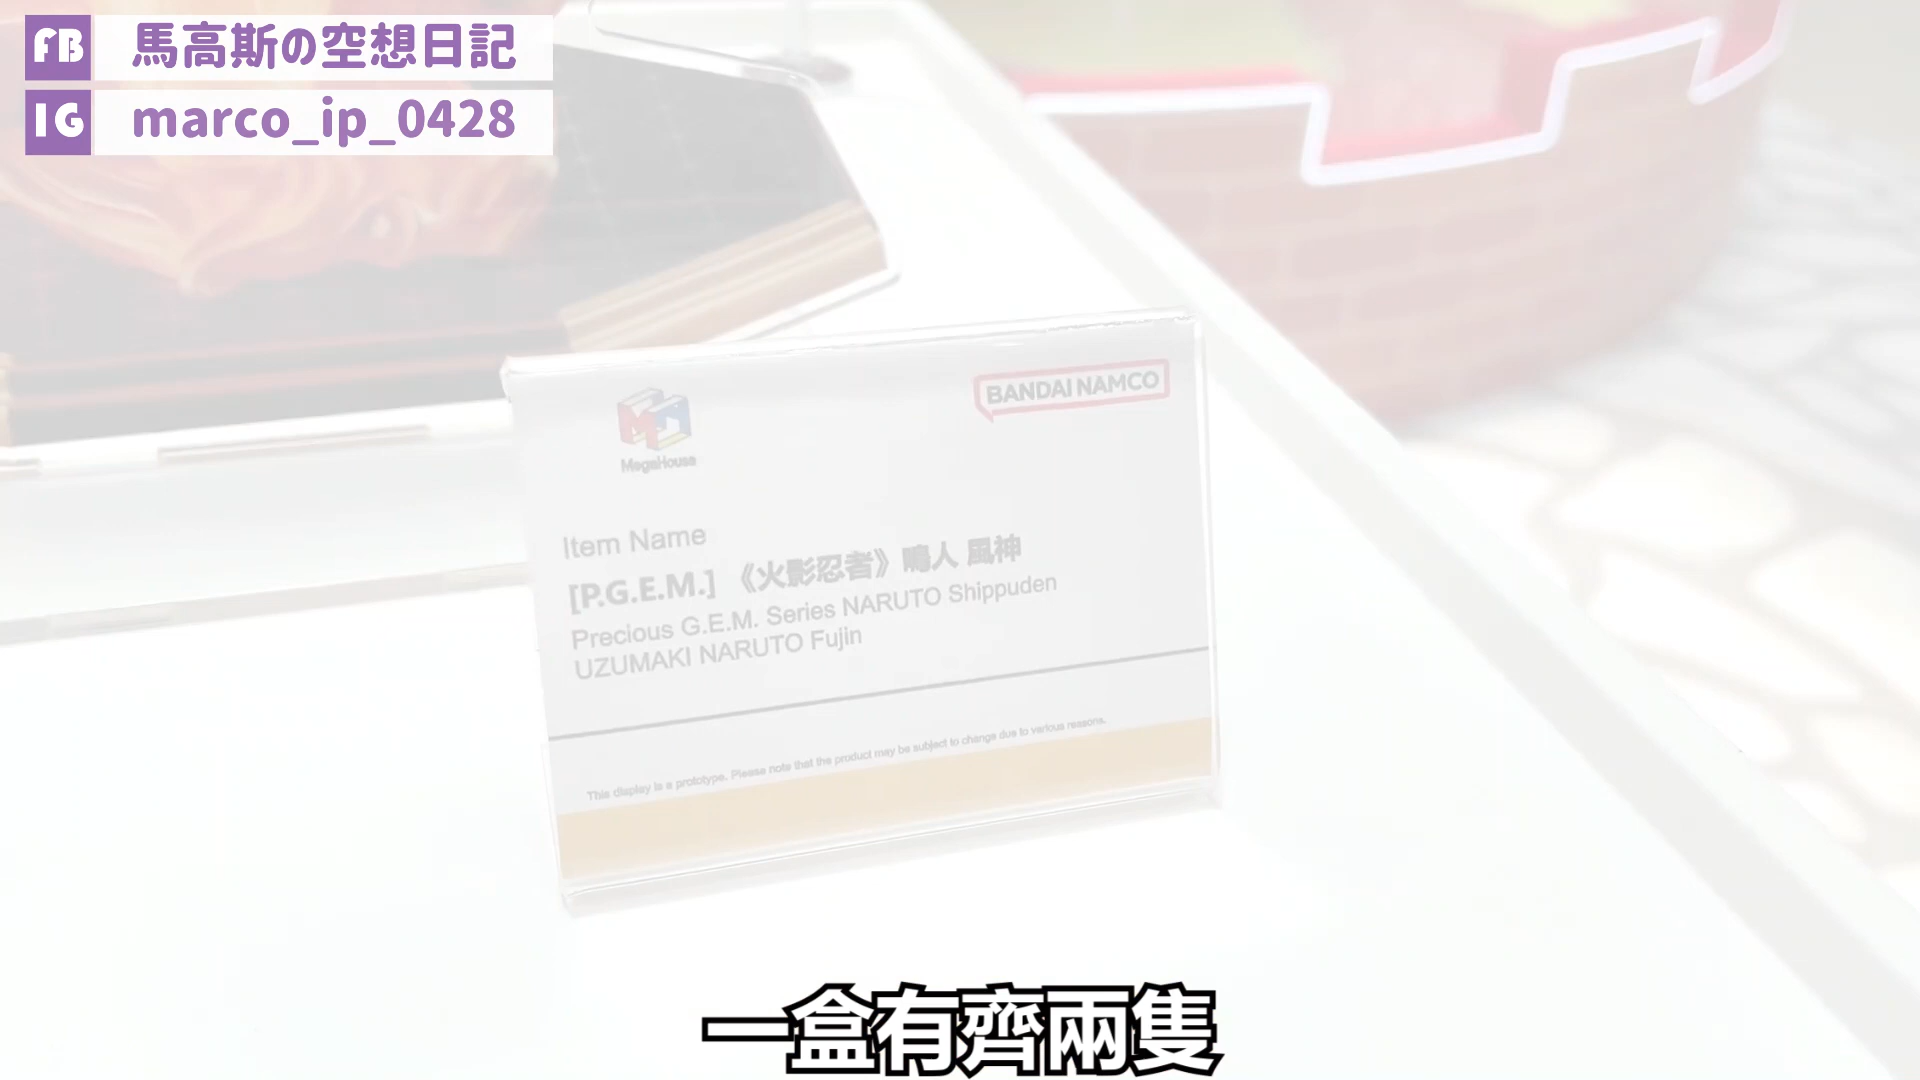 FB 馬高斯の空想日記
IG marco_ip_0428
BANDAI NAMCO
MegaHouse
Item Name
[P.G.E.M.] 《火影忍者》鳴人 風神
Precious G.E.M. Series NARUTO Shippuden
UZUMAKI NARUTO Fujin
This display is a prototype. Please note that the product may be subject to change due to various reasons.
一盒有齊兩隻